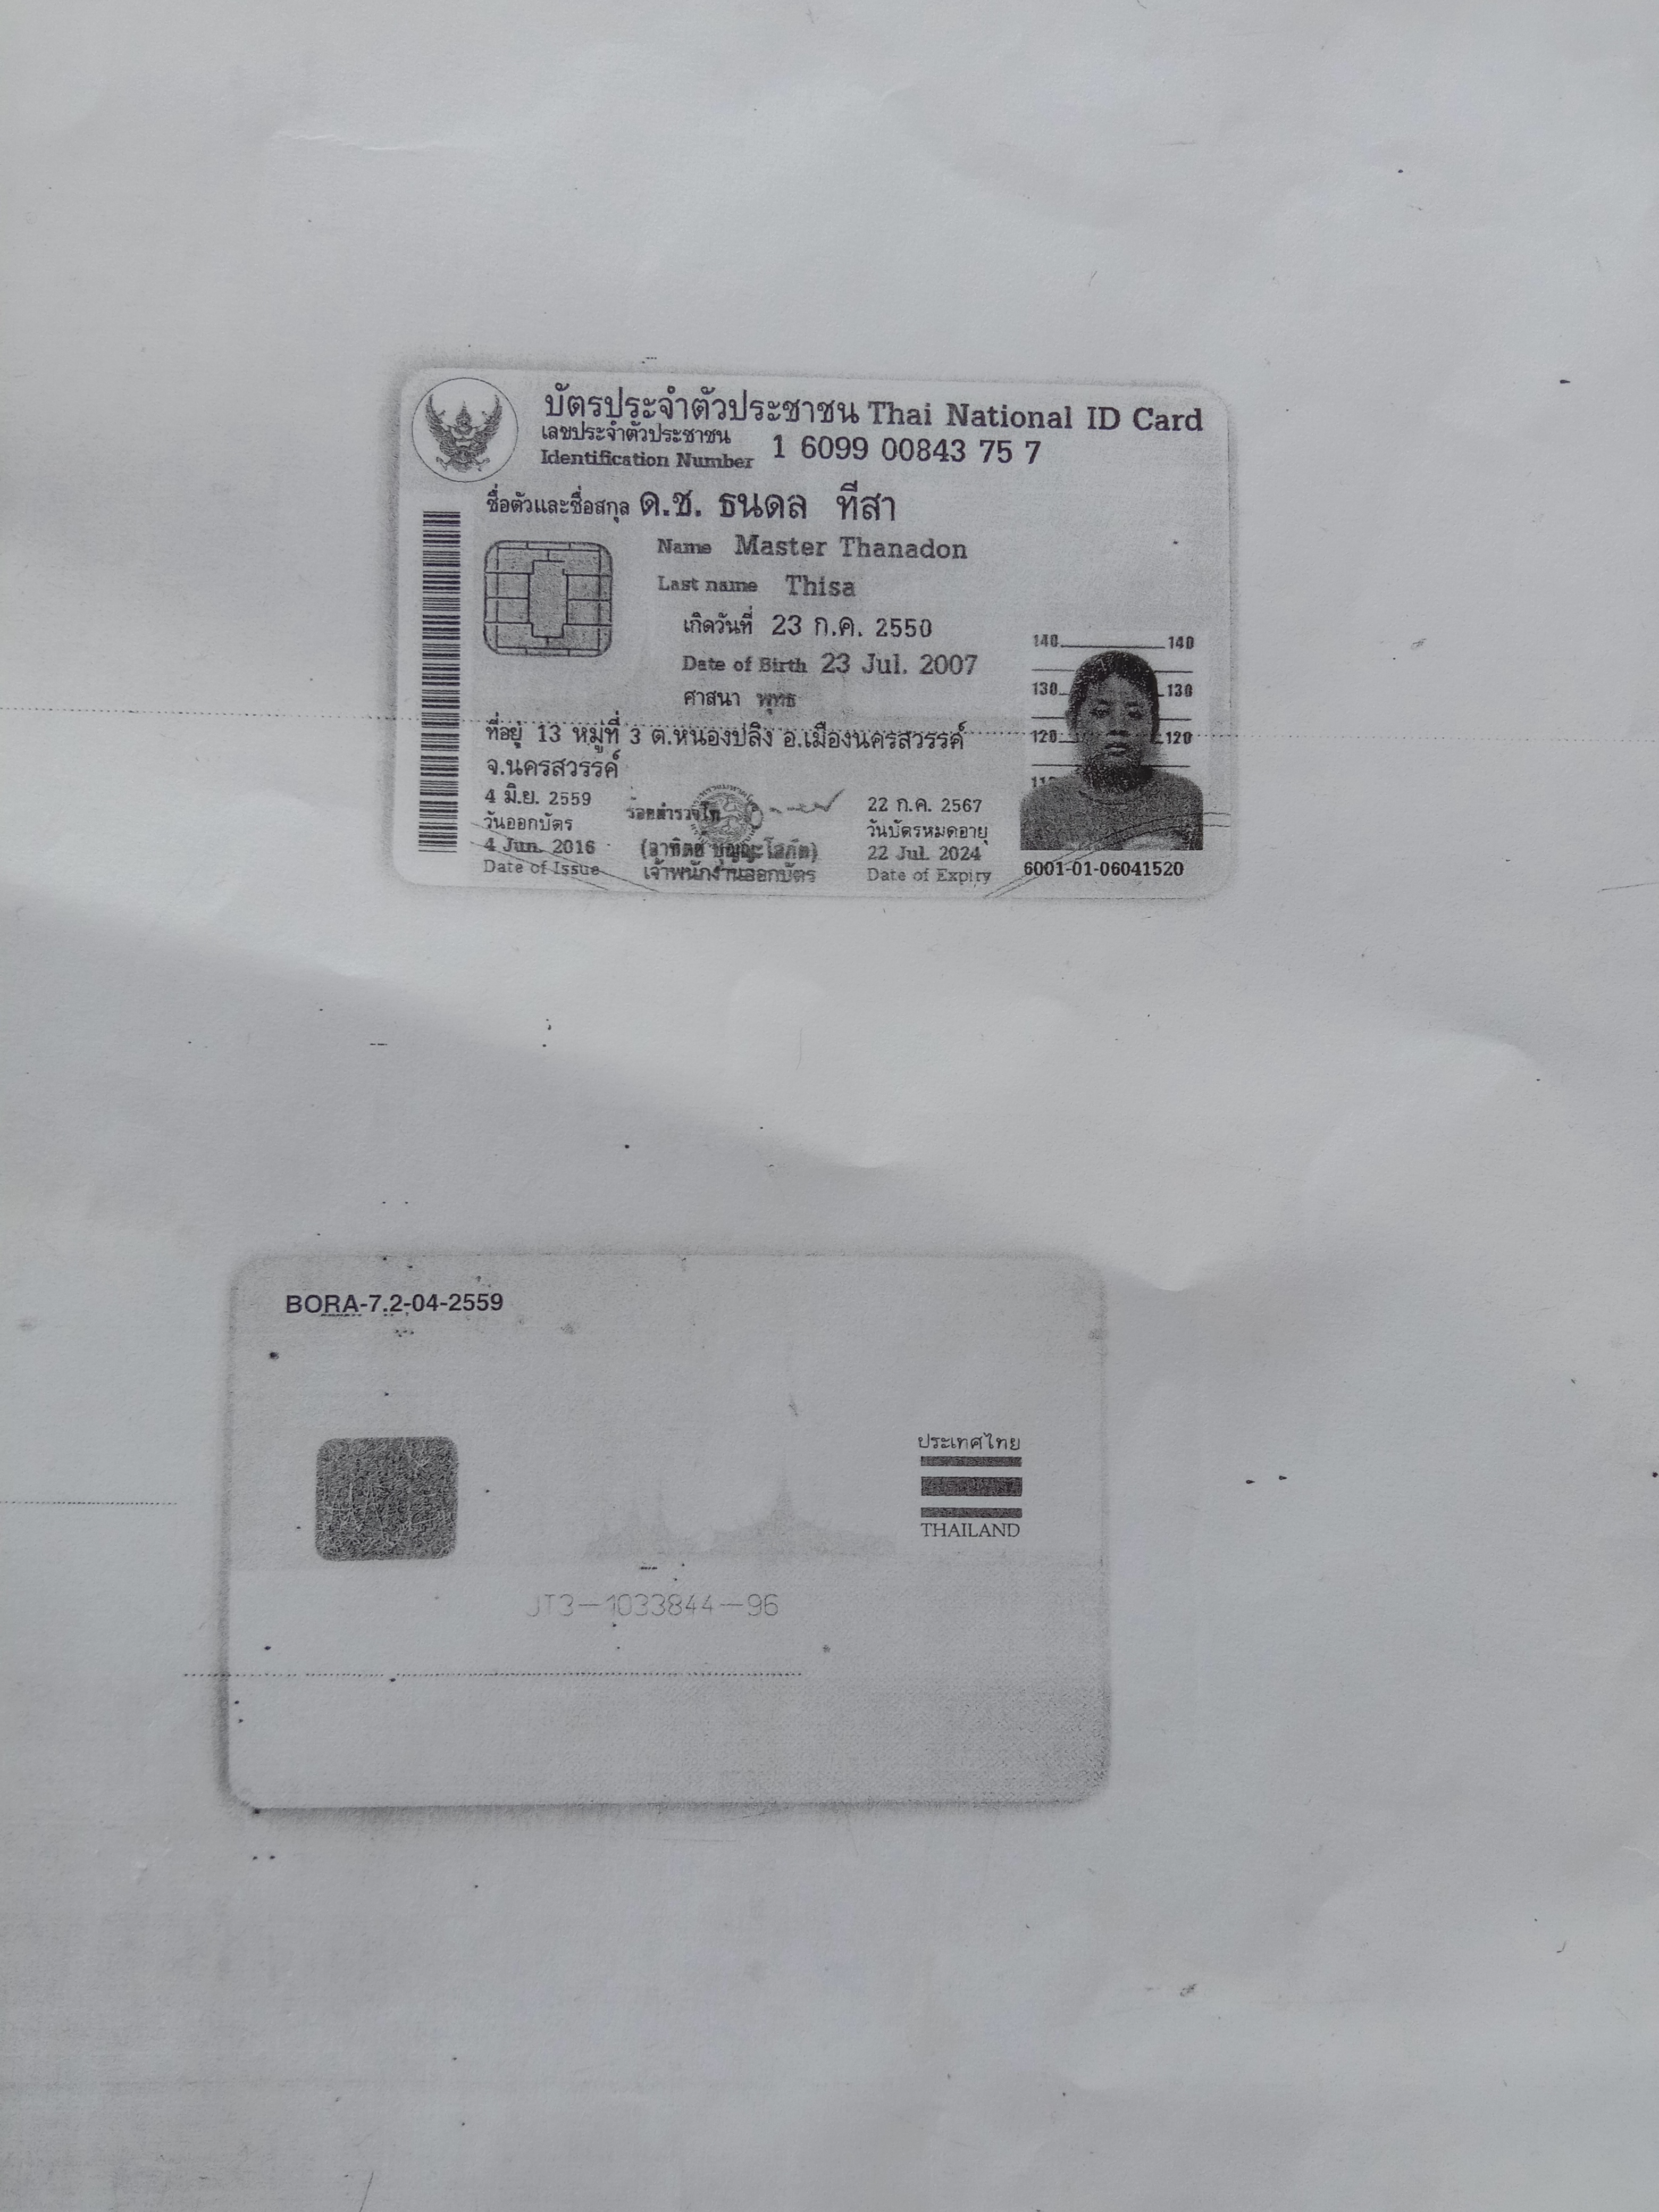 บัตรประจำตัวประชาชน Thai National ID Card
เลขประจำตัวประชาชน
Identification Number 1 6099 00843 75 7
ชื่อตัวและชื่อสกุล ด.ช. ธนดล ทีสา
Name Master Thanadon
Last name Thisa
เกิดวันที่ 23 ก.ค. 2550
Date of Birth 23 Jul. 2007
ศาสนา พุทธ
ที่อยู่ 13 หมู่ที่ 3 ต.หนองปลิง อ.เมืองนครสวรรค์
จ.นครสวรรค์
4 มิ.ย. 2559
วันออกบัตร
4 Jun. 2016
Date of Issue
ร้อยตำรวจโท
(อาทิตย์ บุญญะโสภัต)
เจ้าพนักงานออกบัตร
22 ก.ค. 2567
วันบัตรหมดอายุ
22 Jul. 2024
Date of Expiry
140 140
130 130
120 120
6001-01-06041520
BORA-7.2-04-2559
ประเทศไทย
THAILAND
JT3-1033844-96